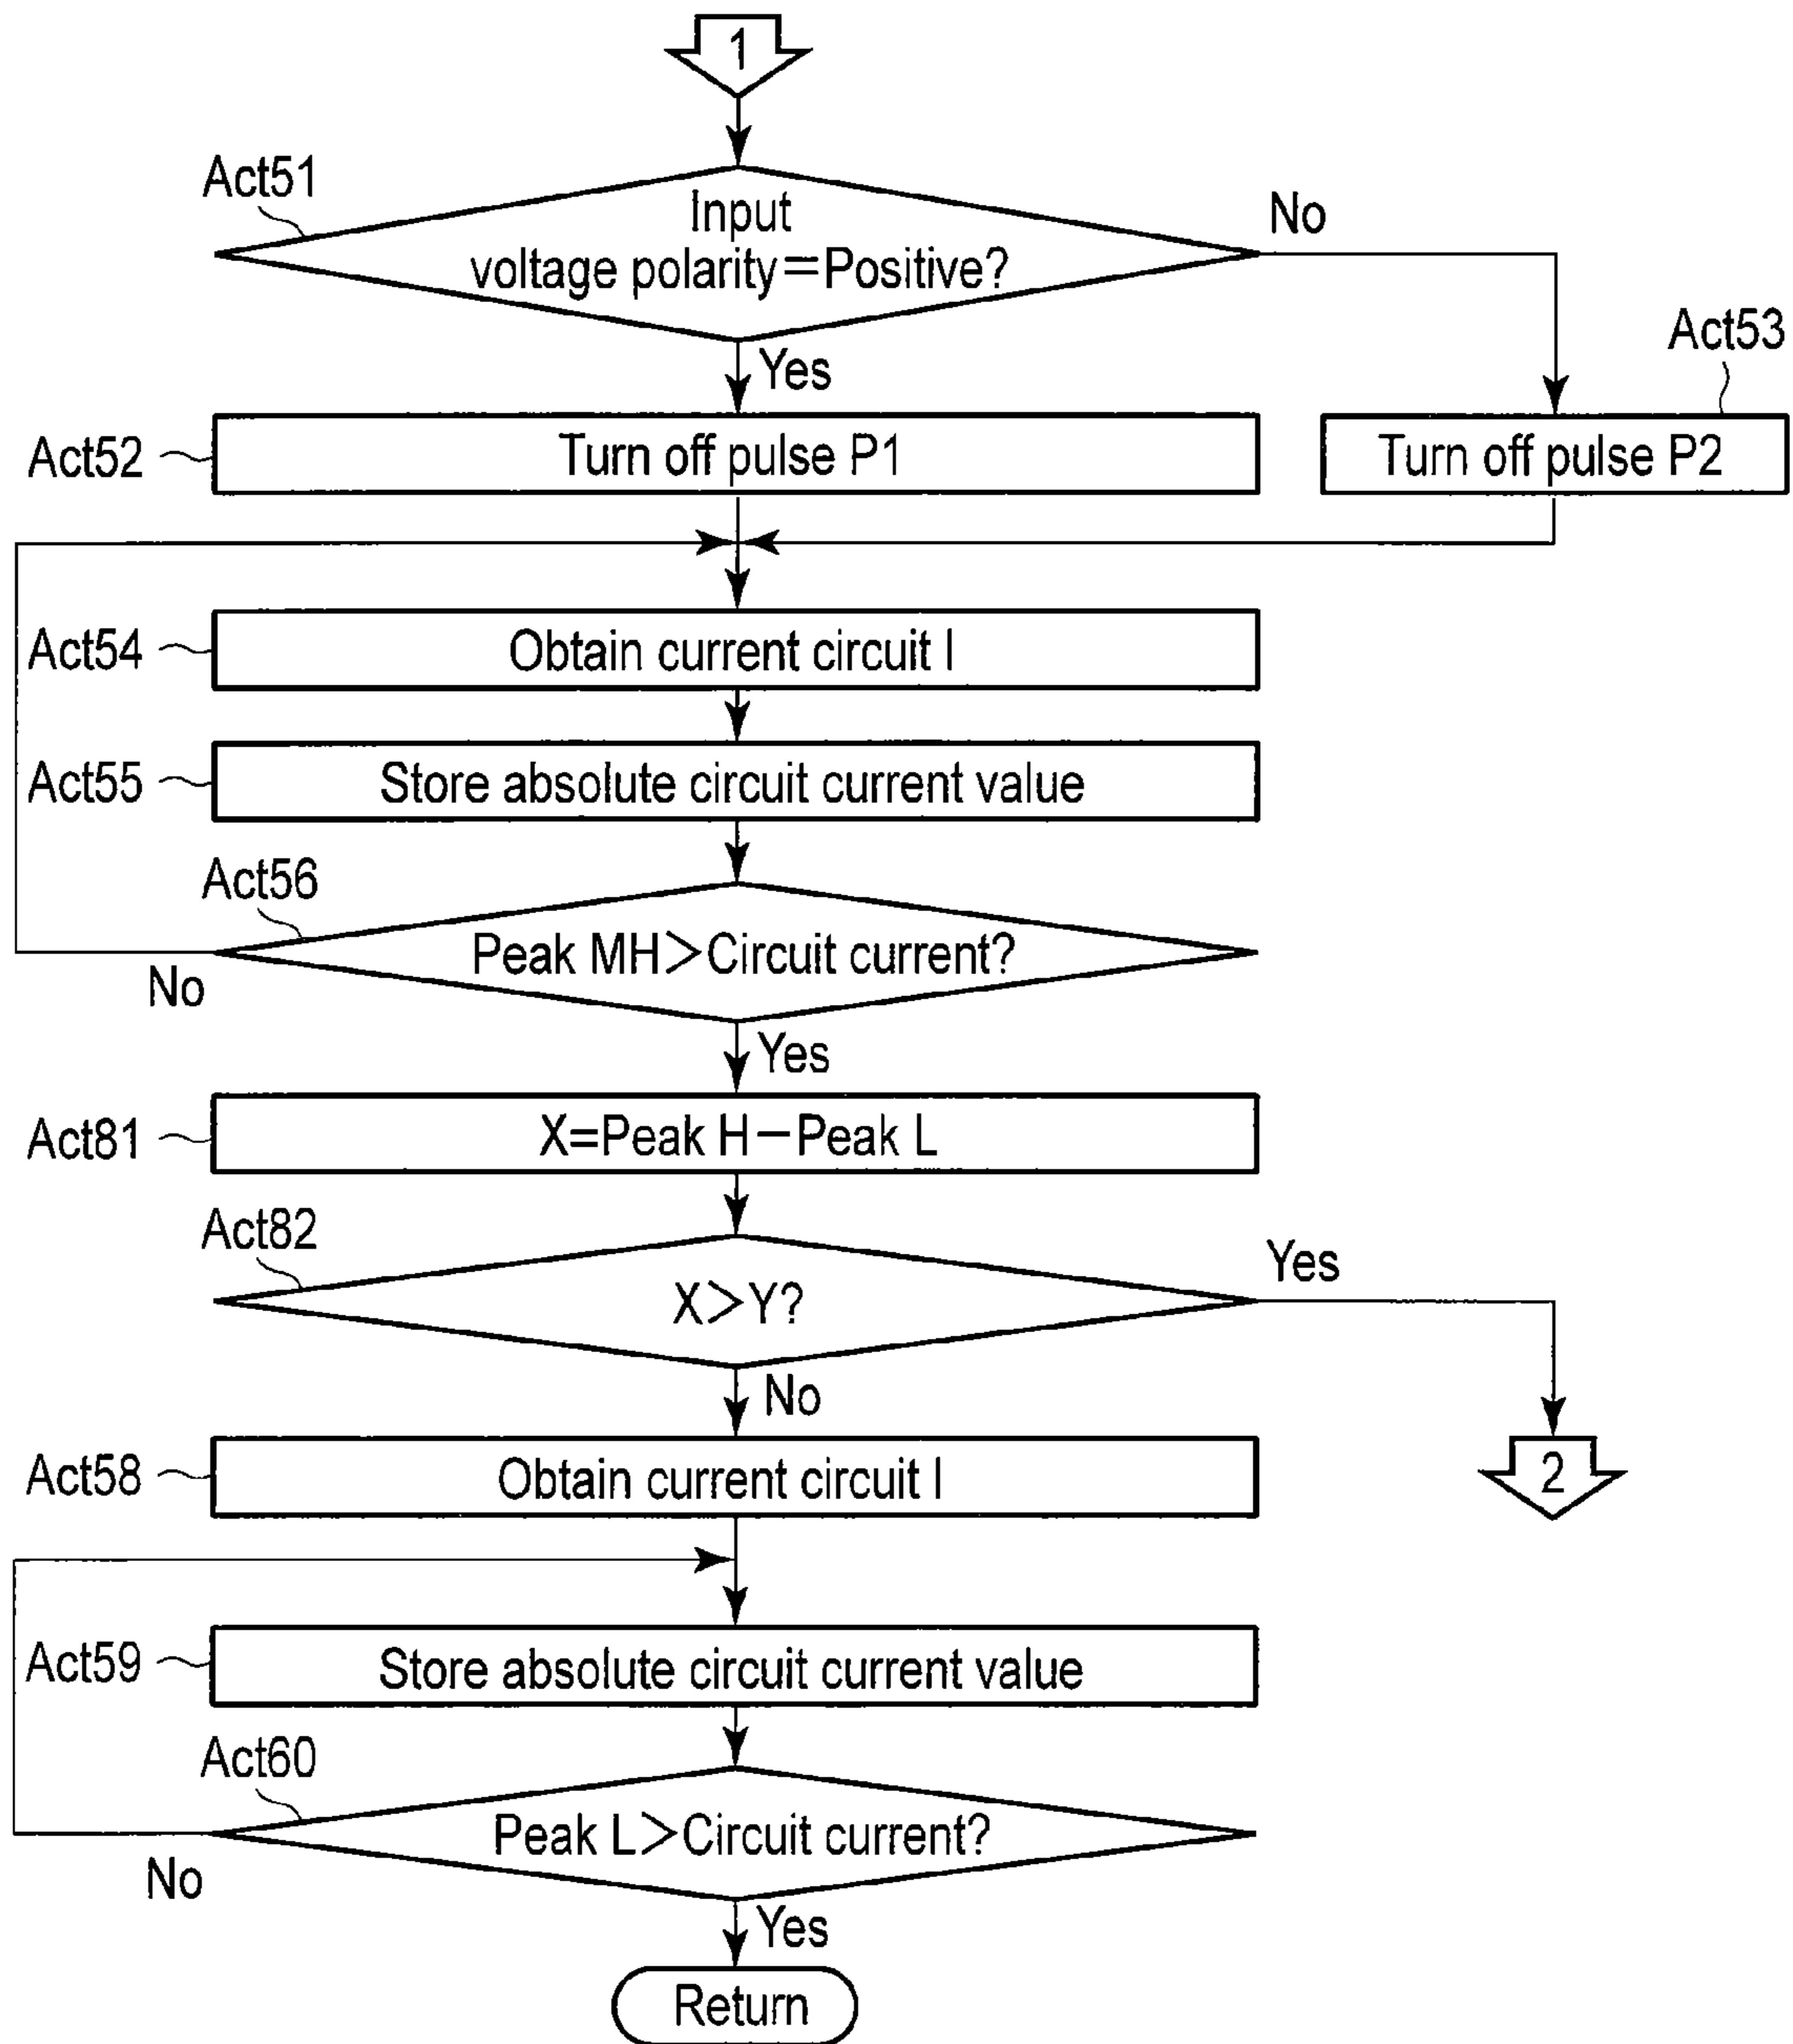 1
Act51
Input
voltage polarity=Positive?
No
Yes
Act53
Act52
Turn off pulse P1
Turn off pulse P2
Act54
Obtain current circuit I
Act55
Store absolute circuit current value
Act56
Peak MH>Circuit current?
No
Yes
Act81
X=Peak H-Peak L
Act82
X>Y?
Yes
No
Act58
Obtain current circuit I
2
Act59
Store absolute circuit current value
Act60
Peak L>Circuit current?
No
Yes
Return